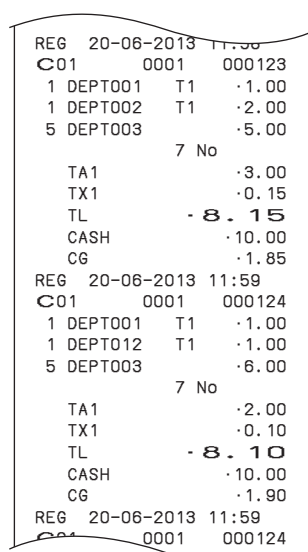 REG 20-06-2013 11:58
C01 0001 000123
1 DEPT001 T1 ·1.00
1 DEPT002 T1 ·2.00
5 DEPT003 ·5.00
7 No
TA1 ·3.00
TX1 ·0.15
TL ·8.15
CASH ·10.00
CG ·1.85
REG 20-06-2013 11:59
C01 0001 000124
1 DEPT001 T1 ·1.00
1 DEPT012 T1 ·1.00
5 DEPT003 ·6.00
7 No
TA1 ·2.00
TX1 ·0.10
TL ·8.10
CASH ·10.00
CG ·1.90
REG 20-06-2013 11:59
C01 0001 000124